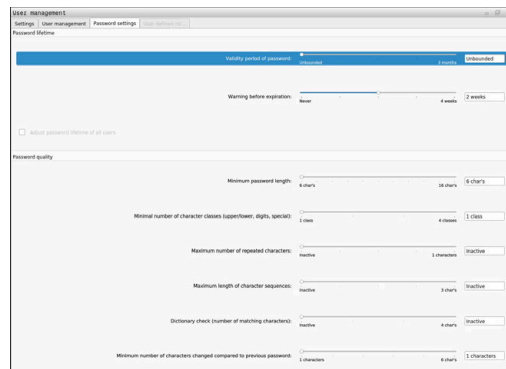 User management
Settings User management Password settings
Password lifetime
Validity period of password: Unbounded 3 months Unbounded
Warning before expiration: Never 4 weeks 2 weeks
Adjust password lifetime of all users
Password quality
Minimum password length: 6 char's 16 char's 6 char's
Minimal number of character classes (upper/lower, digits, special): 1 class 4 classes 1 class
Maximum number of repeated characters: Inactive 1 characters Inactive
Maximum length of character sequences: Inactive 3 char's Inactive
Dictionary check (number of matching characters): Inactive 4 char's Inactive
Minimum number of characters changed compared to previous password: 1 characters 6 char's 1 characters